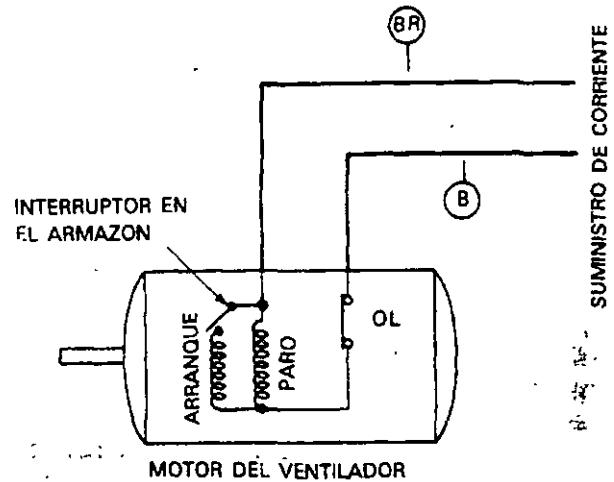 BR
SUMINISTRO DE CORRIENTE
B
INTERRUPTOR EN
EL ARMAZON
ARRANQUE
PARO
OL
MOTOR DEL VENTILADOR